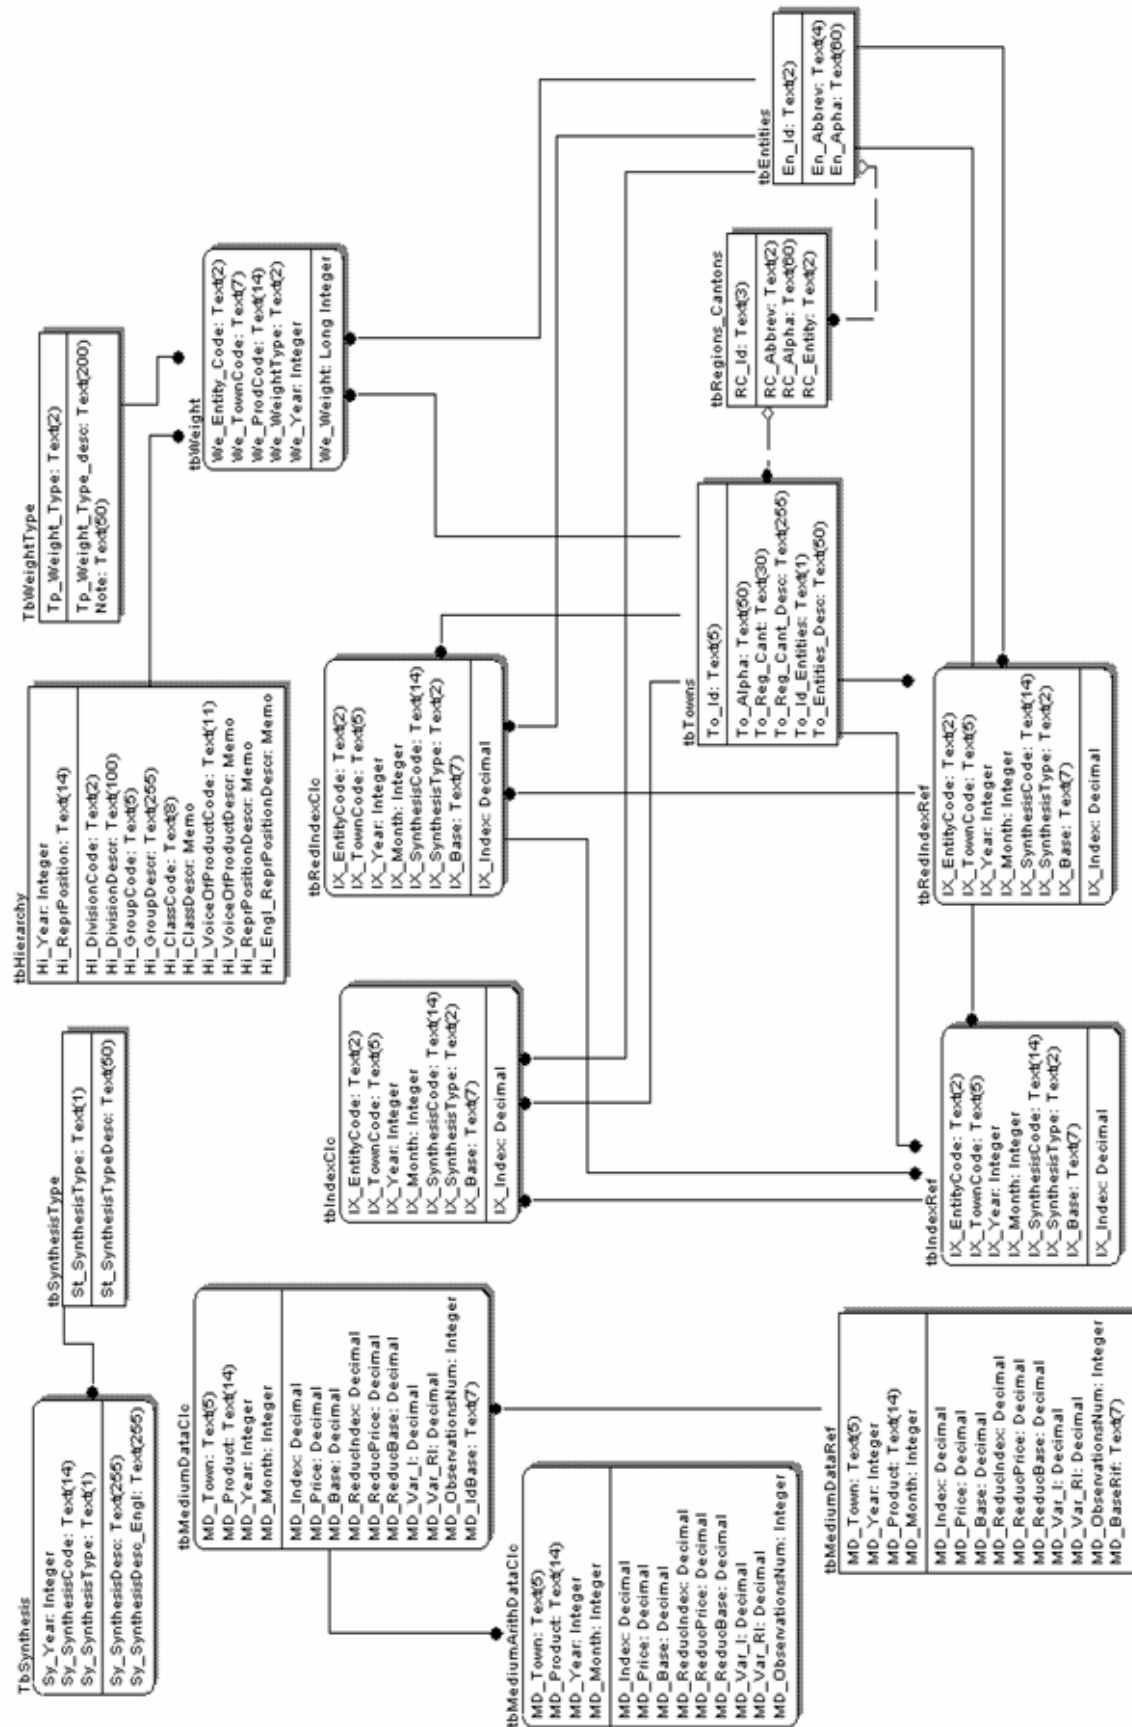 TbSynthesis
Sy_Year: Integer
Sy_SynthesisCode: Text(14)
Sy_SynthesisType: Text(1)
Sy_SynthesisDesc: Text(255)
Sy_SynthesisDesc_Engl: Text(255)
tbSynthesisType
St_SynthesisType: Text(1)
St_SynthesisTypeDesc: Text(50)
tbHierarchy
Hi_Year: Integer
Hi_ReprPosition: Text(14)
HI_DivisionCode: Text(2)
Hi_DivisionDescr: Text(100)
Hi_GroupCode: Text(5)
Hi_GroupDescr: Text(255)
Hi_ClassCode: Text(8)
Hi_ClassDescr: Memo
Hi_VoiceOfProductCode: Text(11)
Hi_VoiceOfProductDescr: Memo
Hi_ReprPositionDescr: Memo
Hi_Engl_ReprPositionDescr: Memo
TbWeightType
Tp_Weight_Type: Text(2)
Tp_Weight_Type_desc: Text(200)
Note: Text(50)
tbWeight
We_Entity_Code: Text(2)
We_TownCode: Text(7)
We_ProdCode: Text(14)
We_WeightType: Text(2)
We_Year: Integer
We_Weight: Long Integer
tbMediumDataClc
MD_Town: Text(5)
MD_Product: Text(14)
MD_Year: Integer
MD_Month: Integer
MD_Index: Decimal
MD_Price: Decimal
MD_Base: Decimal
MD_ReducIndex: Decimal
MD_ReducPrice: Decimal
MD_ReducBase: Decimal
MD_Var_I: Decimal
MD_Var_RI: Decimal
MD_ObservationsNum: Integer
MD_IdBase: Text(7)
tbIndexClc
IX_EntityCode: Text(2)
IX_TownCode: Text(5)
IX_Year: Integer
IX_Month: Integer
IX_SynthesisCode: Text(14)
IX_SynthesisType: Text(2)
IX_Base: Text(7)
IX_Index: Decimal
tbRedIndexClc
IX_EntityCode: Text(2)
IX_TownCode: Text(5)
IX_Year: Integer
IX_Month: Integer
IX_SynthesisCode: Text(14)
IX_SynthesisType: Text(2)
IX_Base: Text(7)
IX_Index: Decimal
tbMediumArithDataClc
MD_Town: Text(5)
MD_Product: Text(14)
MD_Year: Integer
MD_Month: Integer
MD_Index: Decimal
MD_Price: Decimal
MD_Base: Decimal
MD_ReducIndex: Decimal
MD_ReducPrice: Decimal
MD_ReducBase: Decimal
MD_Var_I: Decimal
MD_Var_RI: Decimal
MD_ObservationsNum: Integer
tbTowns
To_Id: Text(5)
To_Alpha: Text(50)
To_Reg_Cant: Text(30)
To_Reg_Cant_Desc: Text(255)
To_Id_Entities: Text(1)
To_Entities_Desc: Text(50)
tbRegions_Cantons
RC_Id: Text(3)
RC_Abbrev: Text(2)
RC_Alpha: Text(60)
RC_Entity: Text(2)
tbEntities
En_Id: Text(2)
En_Abbrev: Text(4)
En_Apha: Text(60)
tbMediumDataRef
MD_Town: Text(5)
MD_Year: Integer
MD_Product: Text(14)
MD_Month: Integer
MD_Index: Decimal
MD_Price: Decimal
MD_Base: Decimal
MD_ReducIndex: Decimal
MD_ReducPrice: Decimal
MD_ReducBase: Decimal
MD_Var_I: Decimal
MD_Var_RI: Decimal
MD_ObservationsNum: Integer
MD_BaseRif: Text(7)
tbIndexRef
IX_EntityCode: Text(2)
IX_TownCode: Text(5)
IX_Year: Integer
IX_Month: Integer
IX_SynthesisCode: Text(14)
IX_SynthesisType: Text(2)
IX_Base: Text(7)
IX_Index: Decimal
tbRedIndexRef
IX_EntityCode: Text(2)
IX_TownCode: Text(5)
IX_Year: Integer
IX_Month: Integer
IX_SynthesisCode: Text(14)
IX_SynthesisType: Text(2)
IX_Base: Text(7)
IX_Index: Decimal